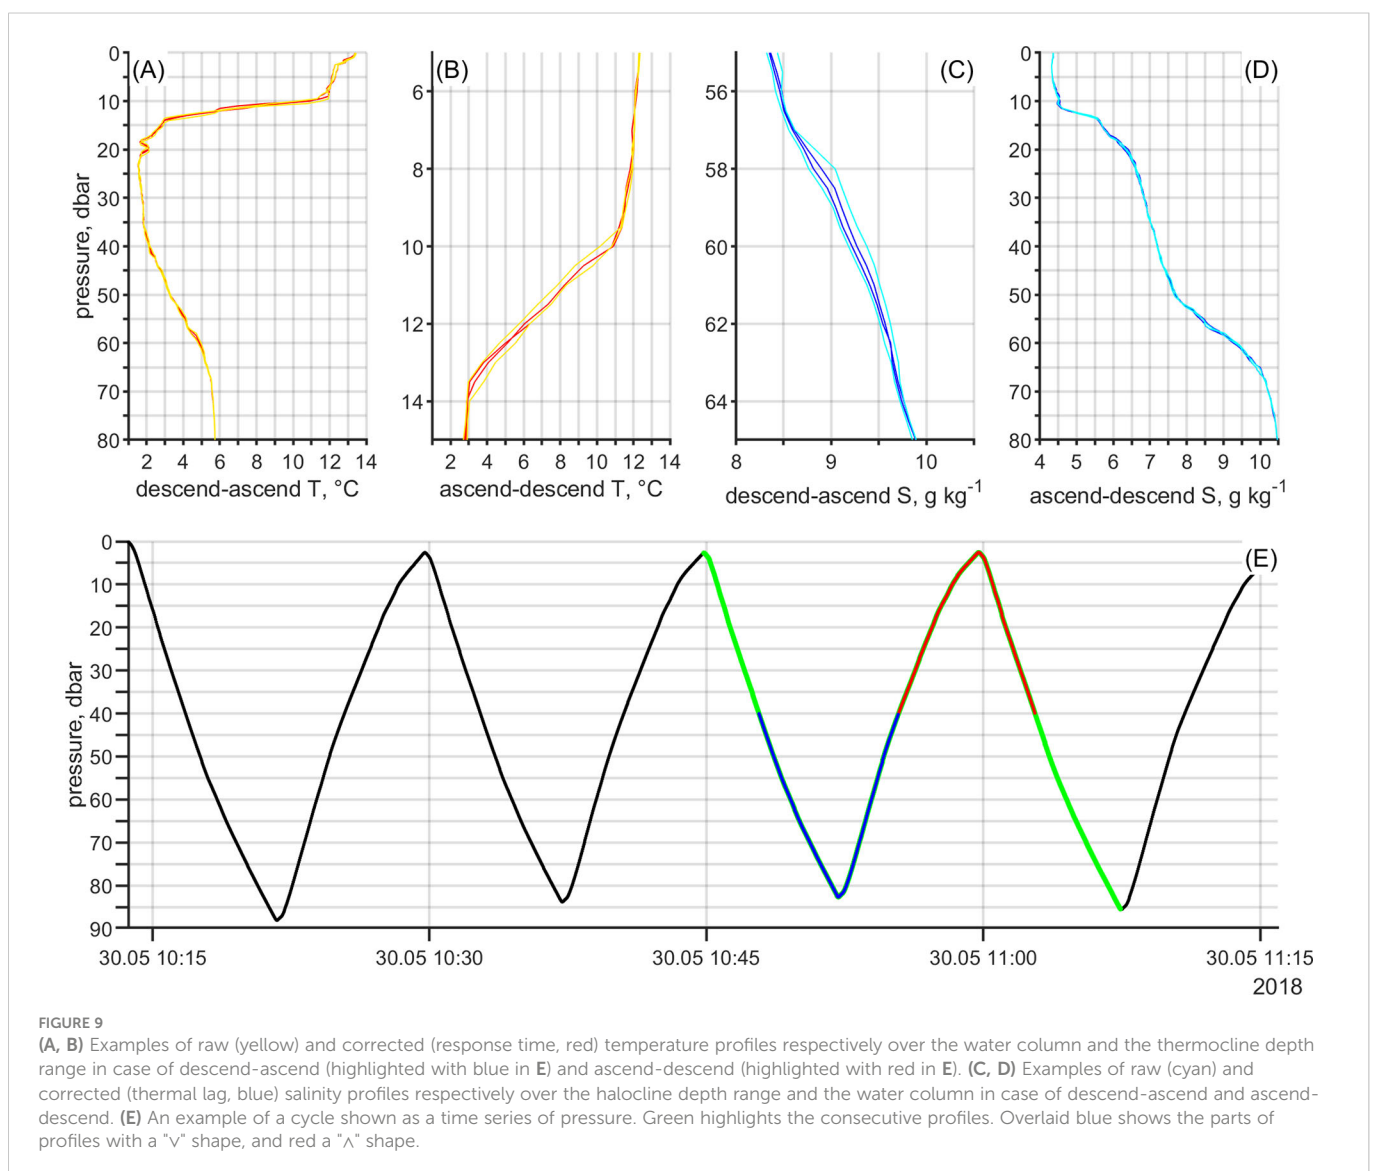 (A)
0
10
20
30
40
50
60
70
80
pressure, dbar
2 4 6 8 10 12 14
descend-ascend T, °C
(B)
6
8
10
12
14
2 4 6 8 10 12 14
ascend-descend T, °C
(C)
56
58
60
62
64
8 9 10
descend-ascend S, g kg⁻¹
(D)
0
10
20
30
40
50
60
70
80
4 5 6 7 8 9 10
ascend-descend S, g kg⁻¹
(E)
0
10
20
30
40
50
60
70
80
90
pressure, dbar
30.05 10:15 30.05 10:30 30.05 10:45 30.05 11:00 30.05 11:15
2018
FIGURE 9
(A, B) Examples of raw (yellow) and corrected (response time, red) temperature profiles respectively over the water column and the thermocline depth
range in case of descend-ascend (highlighted with blue in E) and ascend-descend (highlighted with red in E). (C, D) Examples of raw (cyan) and
corrected (thermal lag, blue) salinity profiles respectively over the halocline depth range and the water column in case of descend-ascend and ascend-
descend. (E) An example of a cycle shown as a time series of pressure. Green highlights the consecutive profiles. Overlaid blue shows the parts of
profiles with a "∨" shape, and red a "∧" shape.